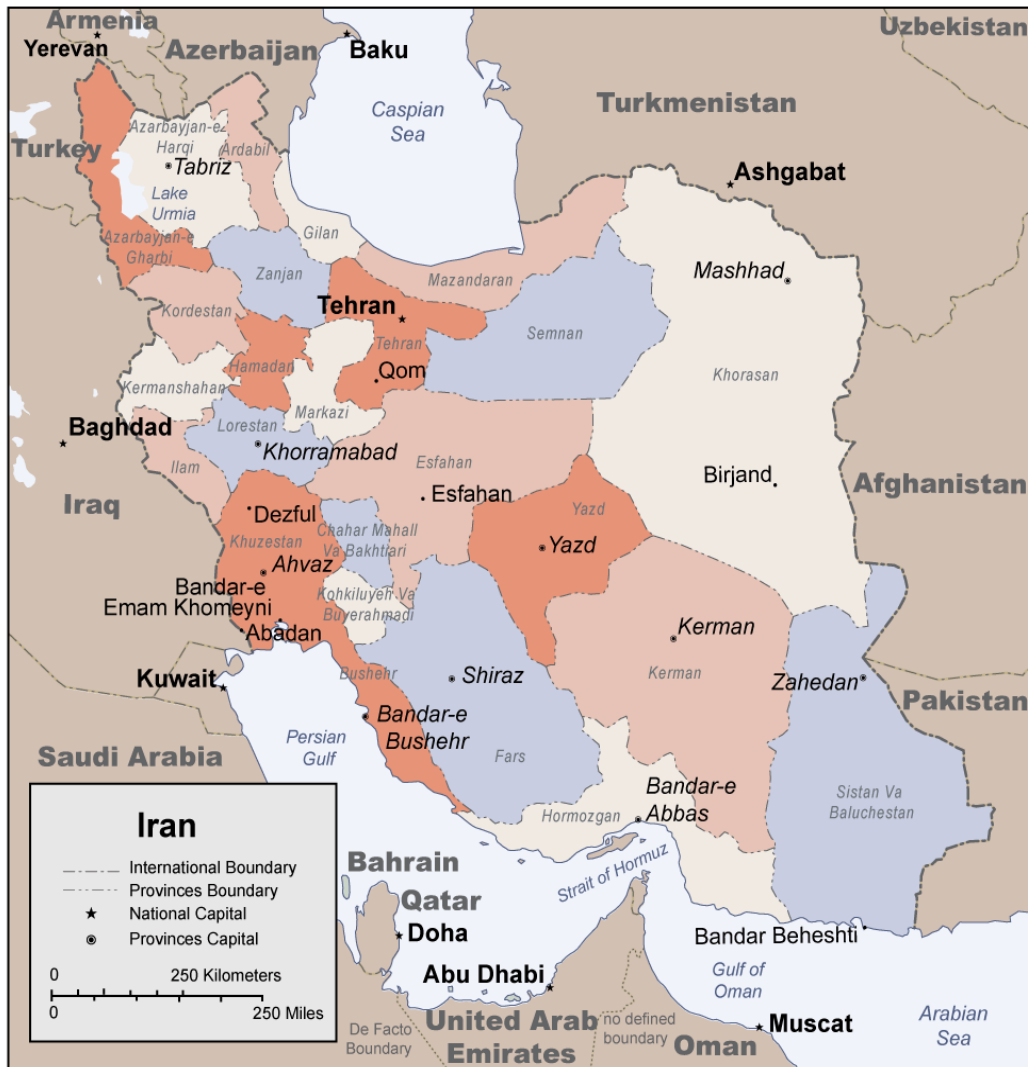 Armenia
Yerevan
Azerbaijan
Baku
Uzbekistan
Caspian
Sea
Turkmenistan
Turkey
Azarbayjan-e
Harqi
Ardabil
Tabriz
Lake
Urmia
Ashgabat
Azarbayjan-e
Gharbi
Gilan
Zanjan
Mazandaran
Mashhad
Kordestan
Tehran
Tehran
Semnan
Hamadan
Qom
Khorasan
Kermanshahan
Markazi
Baghdad
Lorestan
Khorramabad
Ilam
Esfahan
Esfahan
Birjand
Afghanistan
Iraq
Dezful
Khuzestan
Chahar Mahall
Va Bakhtiari
Yazd
Yazd
Ahvaz
Bandar-e
Emam Khomeyni
Kohkiluyeh Va
Buyerahmadi
Abadan
Kerman
Kerman
Kuwait
Bushehr
Shiraz
Zahedan
Pakistan
Bandar-e
Bushehr
Saudi Arabia
Persian
Gulf
Fars
Bandar-e
Abbas
Sistan Va
Baluchestan
Hormozgan
Iran
International Boundary
Provinces Boundary
National Capital
Provinces Capital
0 250 Kilometers
0 250 Miles
Bahrain
Strait of Hormuz
Qatar
Doha
Bandar Beheshti
Abu Dhabi
Gulf of
Oman
De Facto
Boundary
United Arab
Emirates
no defined
boundary
Oman
Muscat
Arabian
Sea